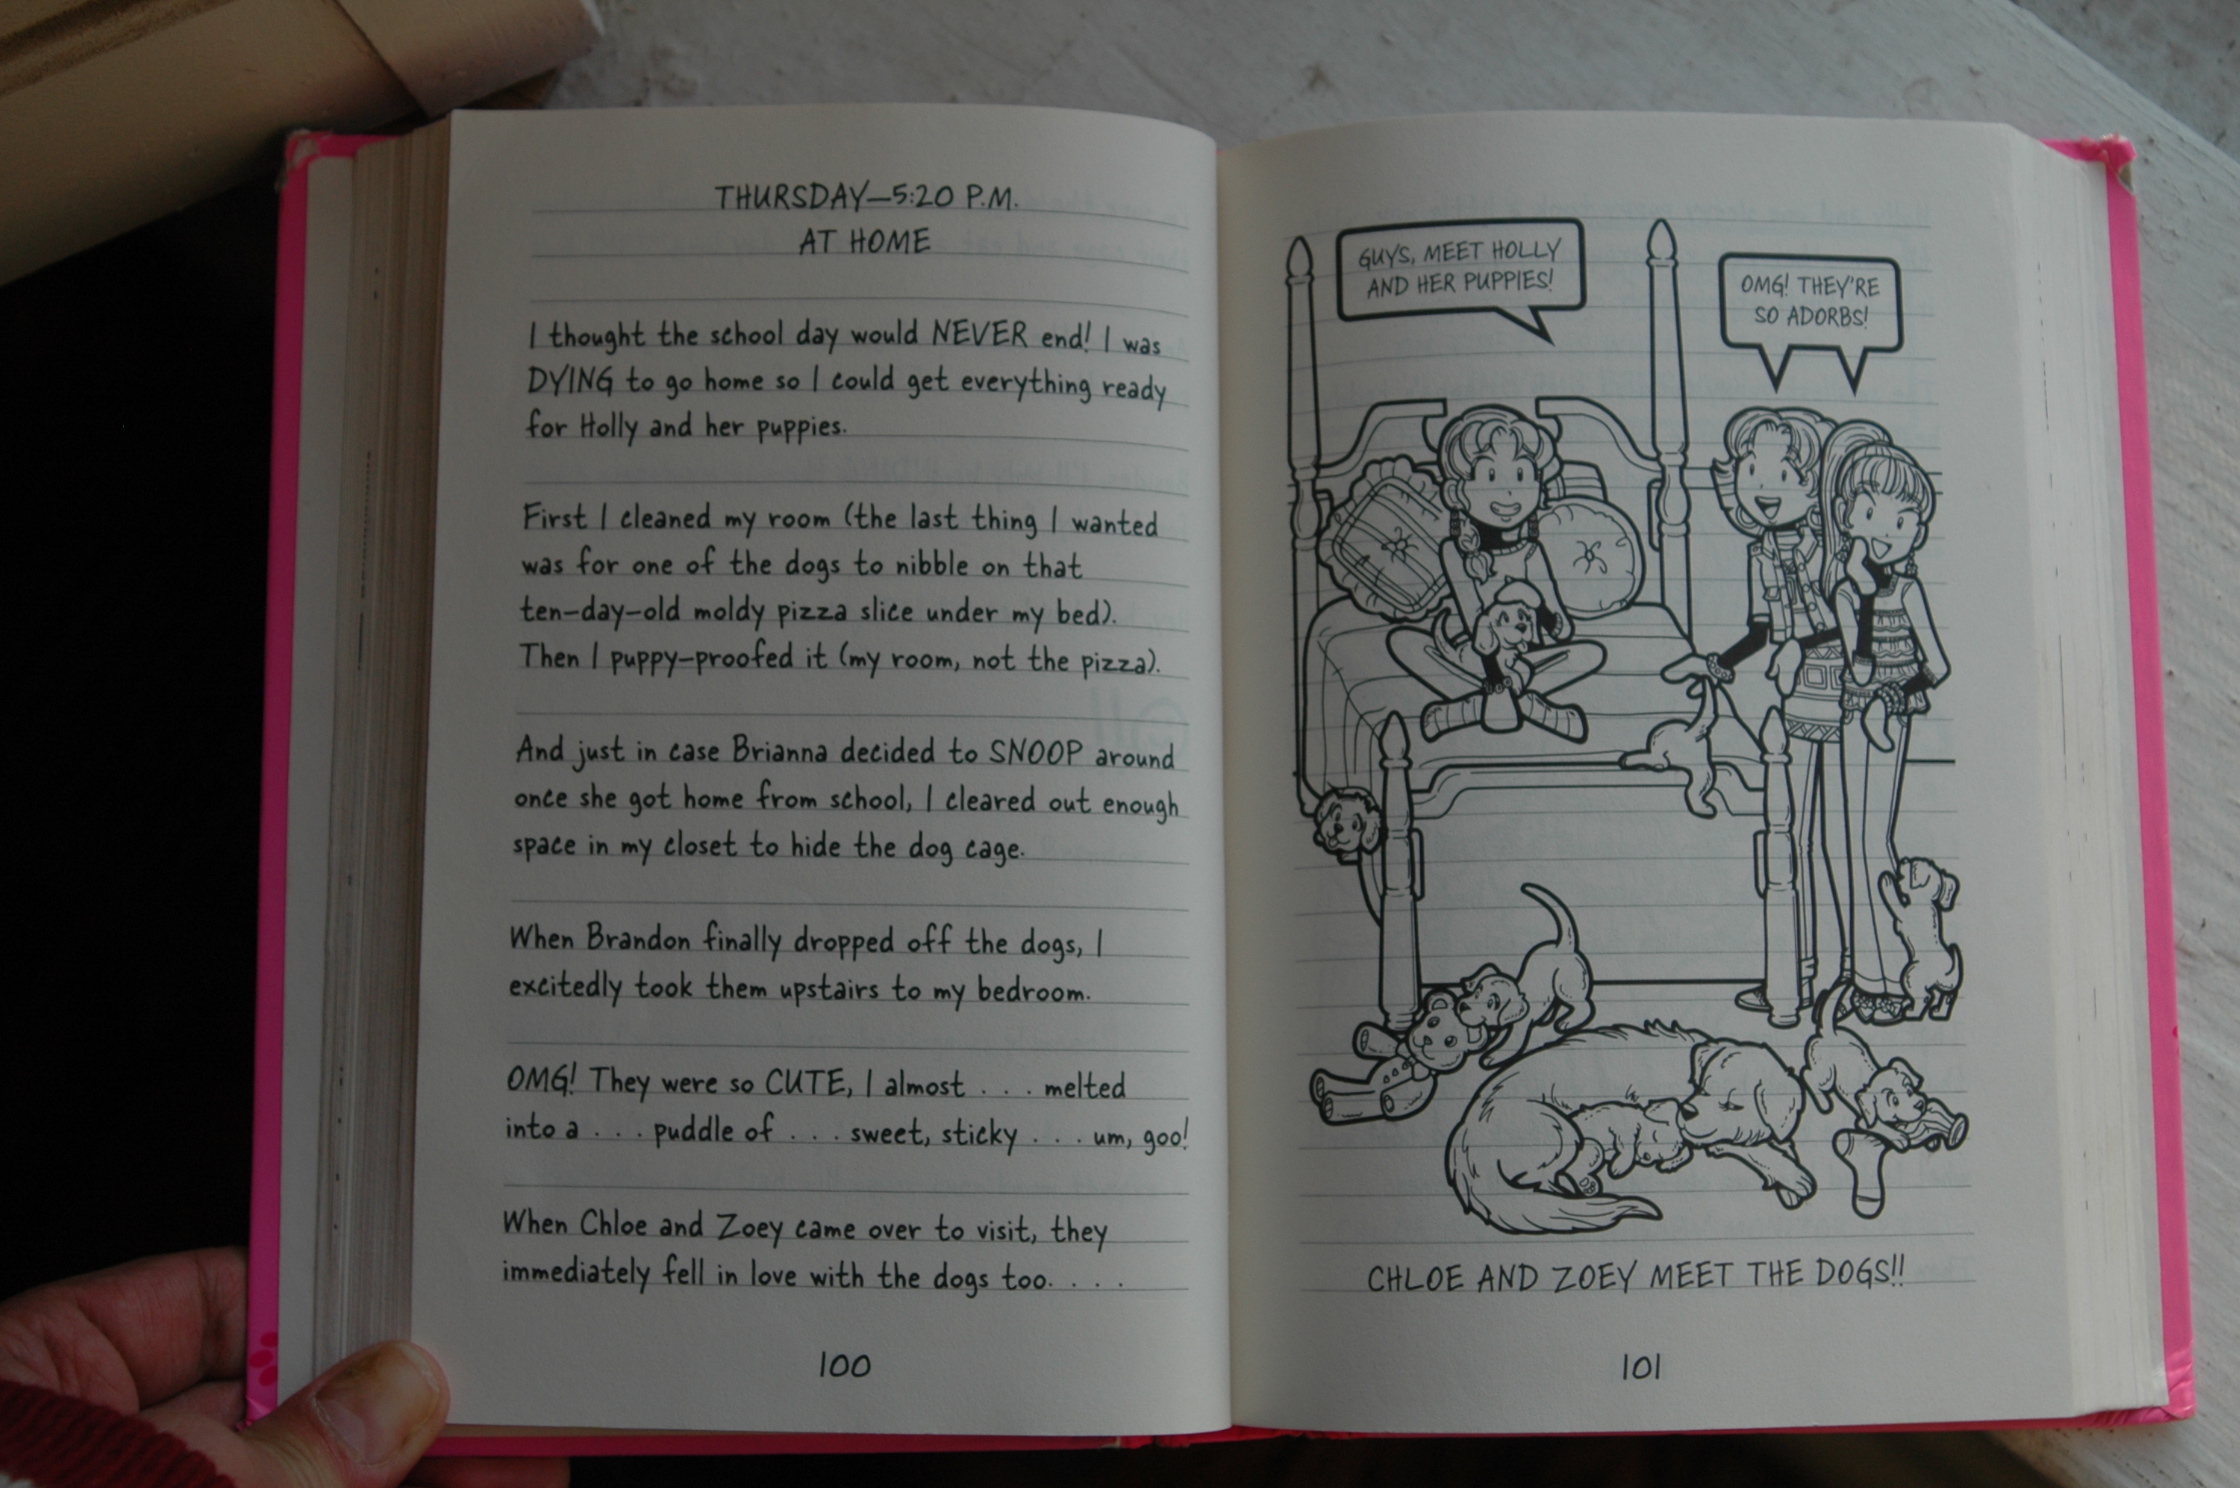 THURSDAY—5:20 P.M.
AT HOME
I thought the school day would NEVER end! I was
DYING to go home so I could get everything ready
for Holly and her puppies.
First I cleaned my room (the last thing I wanted
was for one of the dogs to nibble on that
ten-day-old moldy pizza slice under my bed).
Then I puppy-proofed it (my room, not the pizza).
And just in case Brianna decided to SNOOP around
once she got home from school, I cleared out enough
space in my closet to hide the dog cage.
When Brandon finally dropped off the dogs, I
excitedly took them upstairs to my bedroom.
OMG! They were so CUTE, I almost . . . melted
into a . . . puddle of . . . sweet, sticky . . . um, goo!
When Chloe and Zoey came over to visit, they
immediately fell in love with the dogs too. . . .
100
GUYS, MEET HOLLY
AND HER PUPPIES!
OMG! THEY'RE
SO ADORBS!
CHLOE AND ZOEY MEET THE DOGS!!
101